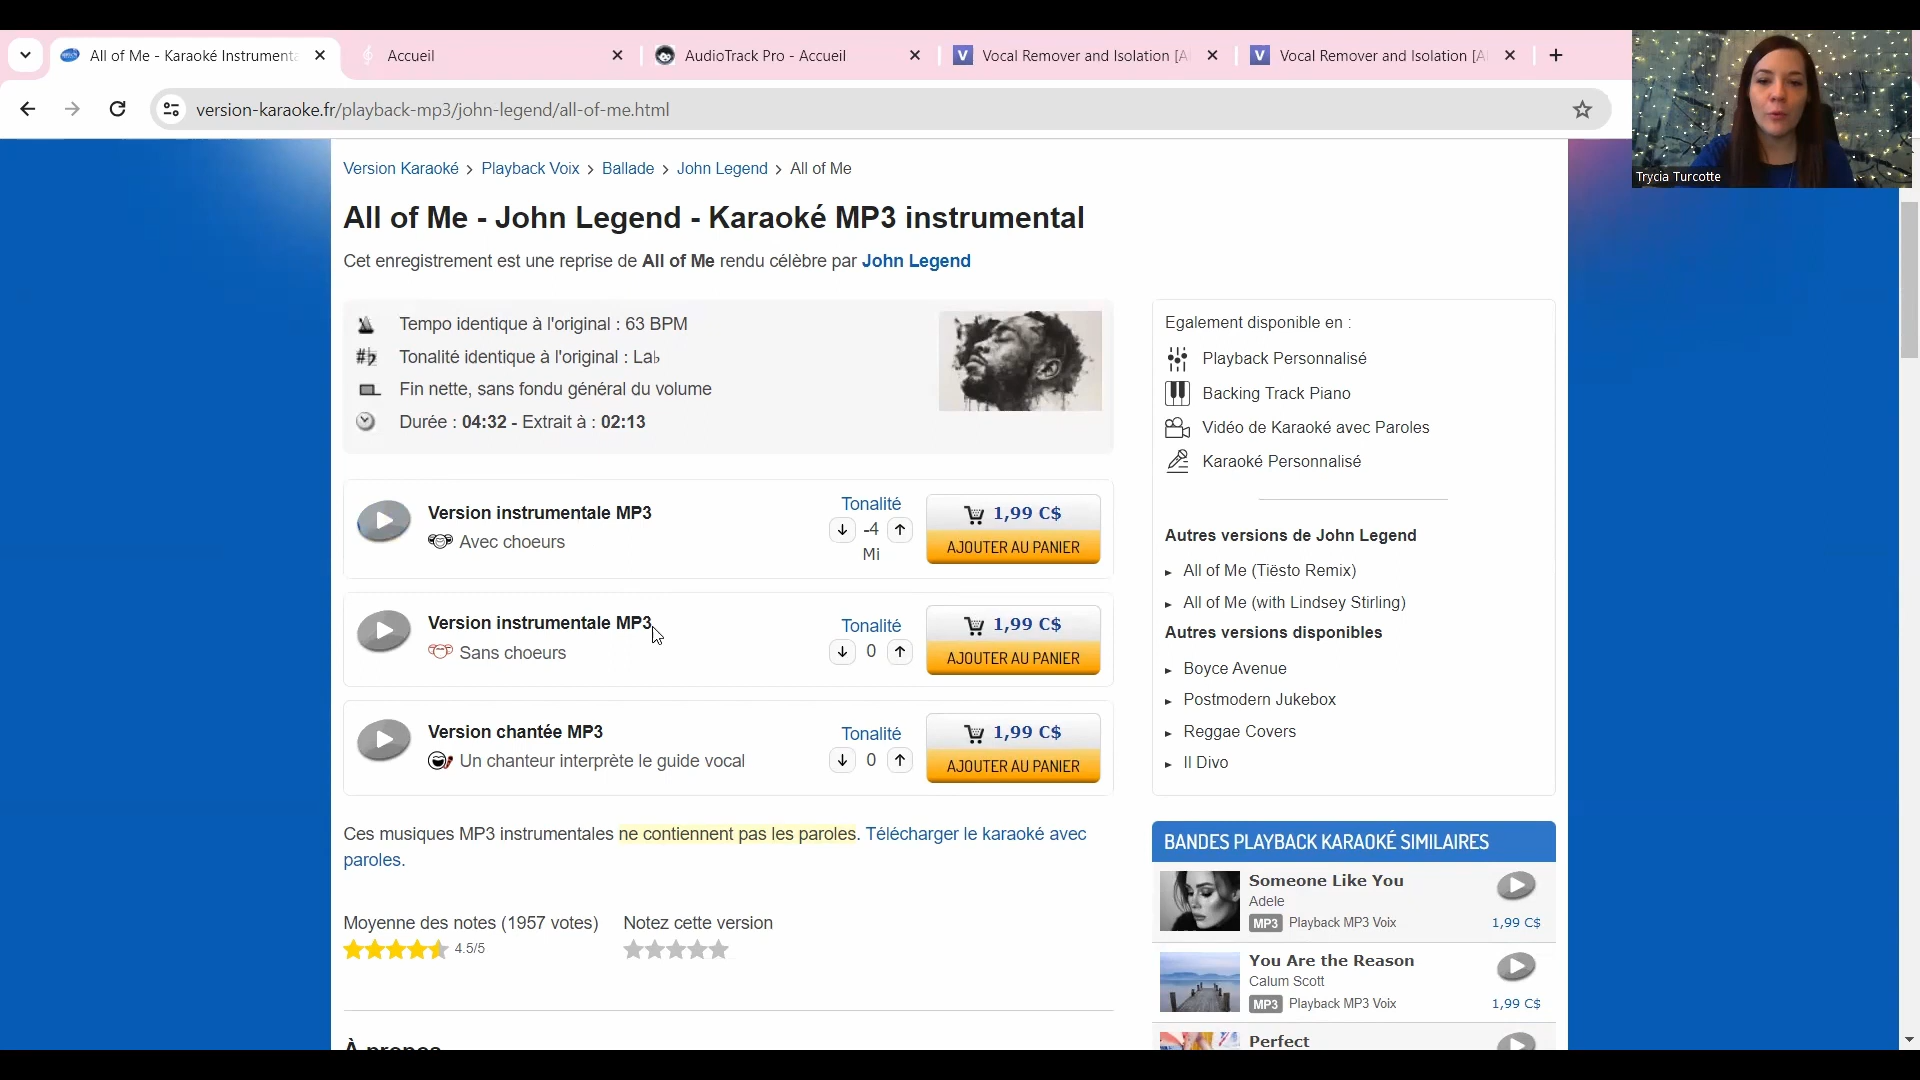 All of Me - Karaoké Instrumenta
Accueil
AudioTrack Pro - Accueil
Vocal Remover and Isolation [A
Vocal Remover and Isolation [A
version-karaoke.fr/playback-mp3/john-legend/all-of-me.html
Trycia Turcotte
Version Karaoké > Playback Voix > Ballade > John Legend > All of Me
All of Me - John Legend - Karaoké MP3 instrumental
Cet enregistrement est une reprise de All of Me rendu célèbre par John Legend
Tempo identique à l'original : 63 BPM
Tonalité identique à l'original : La♭
Fin nette, sans fondu général du volume
Durée : 04:32 - Extrait à : 02:13
Version instrumentale MP3
Avec choeurs
Tonalité
-4
Mi
1,99 C$
AJOUTER AU PANIER
Version instrumentale MP3
Sans choeurs
Tonalité
0
1,99 C$
AJOUTER AU PANIER
Version chantée MP3
Un chanteur interprète le guide vocal
Tonalité
0
1,99 C$
AJOUTER AU PANIER
Ces musiques MP3 instrumentales ne contiennent pas les paroles. Télécharger le karaoké avec
paroles.
Moyenne des notes (1957 votes)
4.5/5
Notez cette version
À propos
Egalement disponible en :
Playback Personnalisé
Backing Track Piano
Vidéo de Karaoké avec Paroles
Karaoké Personnalisé
Autres versions de John Legend
All of Me (Tiësto Remix)
All of Me (with Lindsey Stirling)
Autres versions disponibles
Boyce Avenue
Postmodern Jukebox
Reggae Covers
Il Divo
BANDES PLAYBACK KARAOKÉ SIMILAIRES
Someone Like You
Adele
MP3 Playback MP3 Voix
1,99 C$
You Are the Reason
Calum Scott
MP3 Playback MP3 Voix
1,99 C$
Perfect